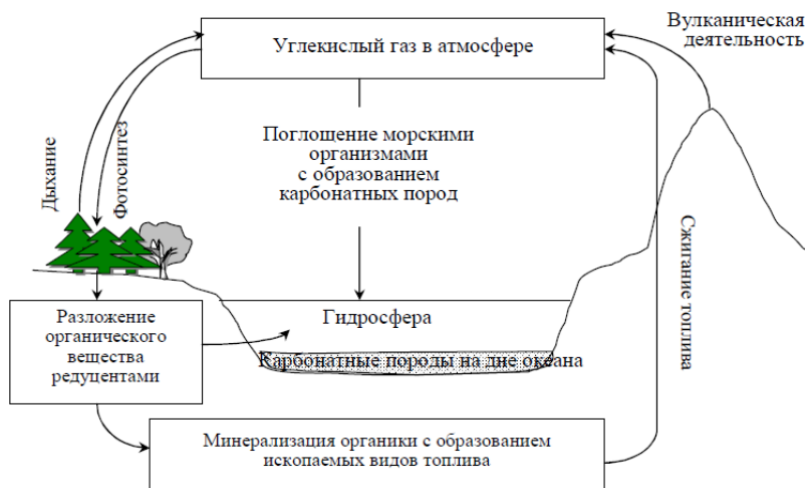 Вулканическая
деятельность
Углекислый газ в атмосфере
Дыхание
Фотосинтез
Поглощение морскими
организмами
с образованием
карбонатных пород
Сжигание топлива
Разложение
органического
вещества
редуцентами
Гидросфера
Карбонатные породы на дне океана
Минерализация органики с образованием
ископаемых видов топлива